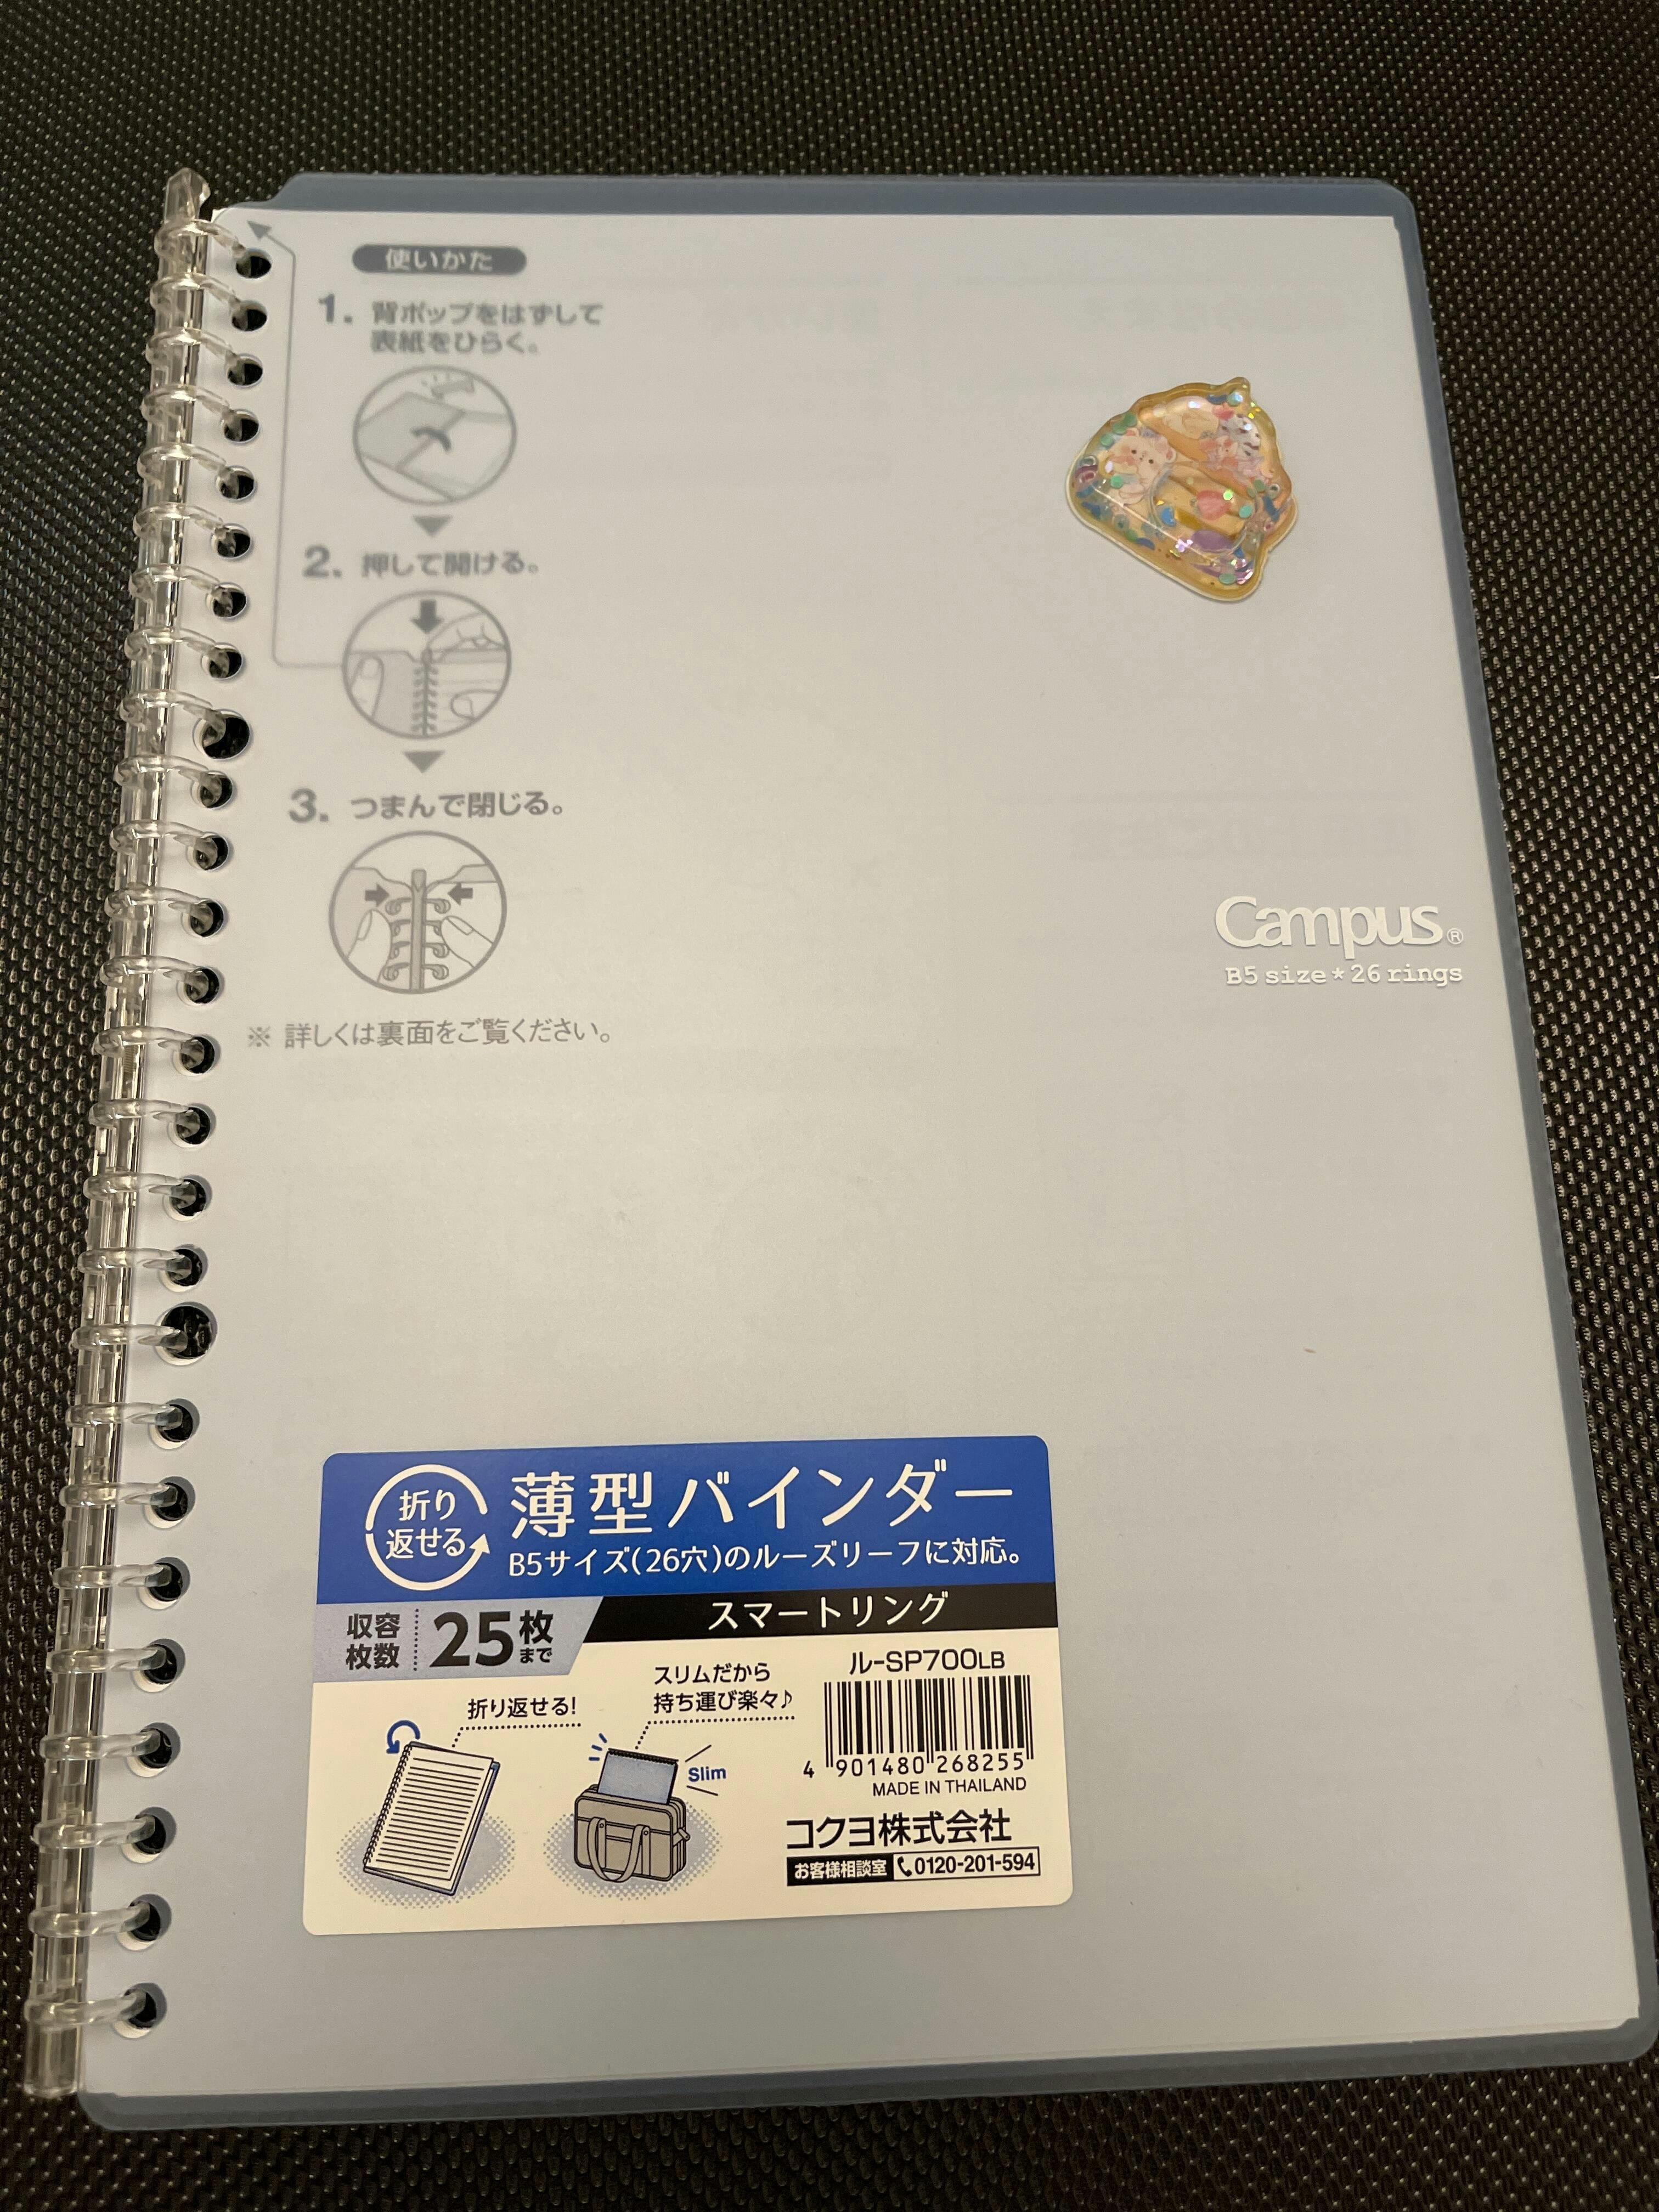 使いかた
1. 背ポップをはずして
表紙をひらく。
2. 押して開ける。
3. つまんで閉じる。
※ 詳しくは裏面をご覧ください。
Campus®
B5 size * 26 rings
折り
返せる
薄型バインダー
B5サイズ(26穴)のルーズリーフに対応。
収容
枚数
25枚
まで
スマートリング
折り返せる!
スリムだから
持ち運び楽々♪
Slim
ル-SP700LB
4 901480 268255
MADE IN THAILAND
コクヨ株式会社
お客様相談室 0120-201-594